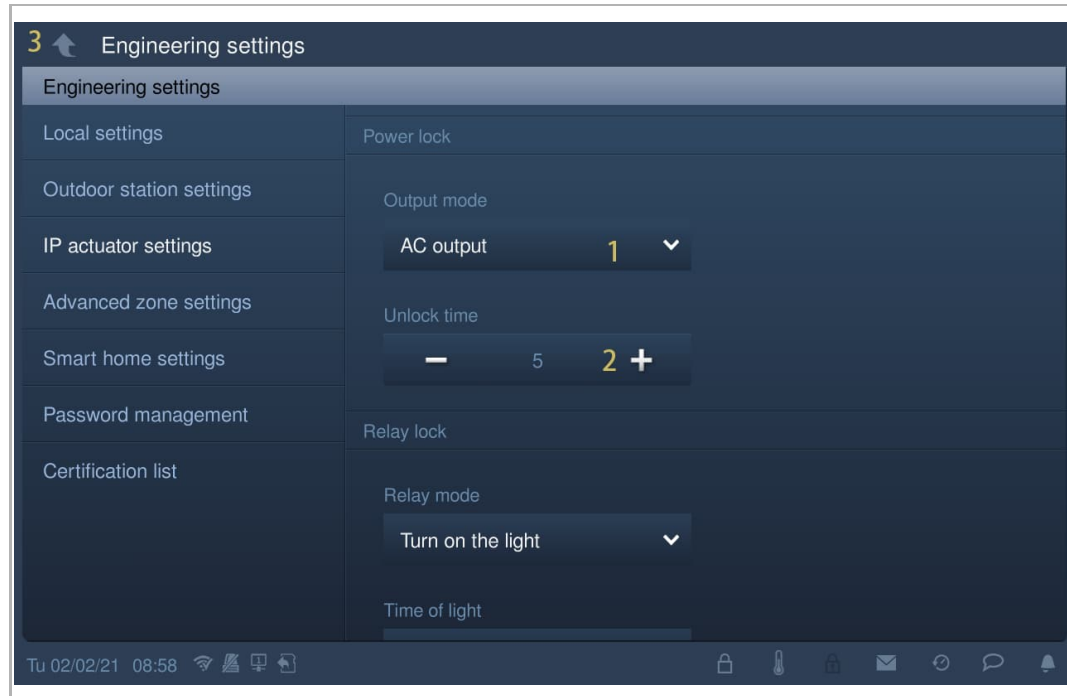 3 Engineering settings
Engineering settings
Local settings
Outdoor station settings
IP actuator settings
Advanced zone settings
Smart home settings
Password management
Certification list
Power lock
Output mode
AC output 1
Unlock time
− 5 2 +
Relay lock
Relay mode
Turn on the light
Time of light
Tu 02/02/21 08:58